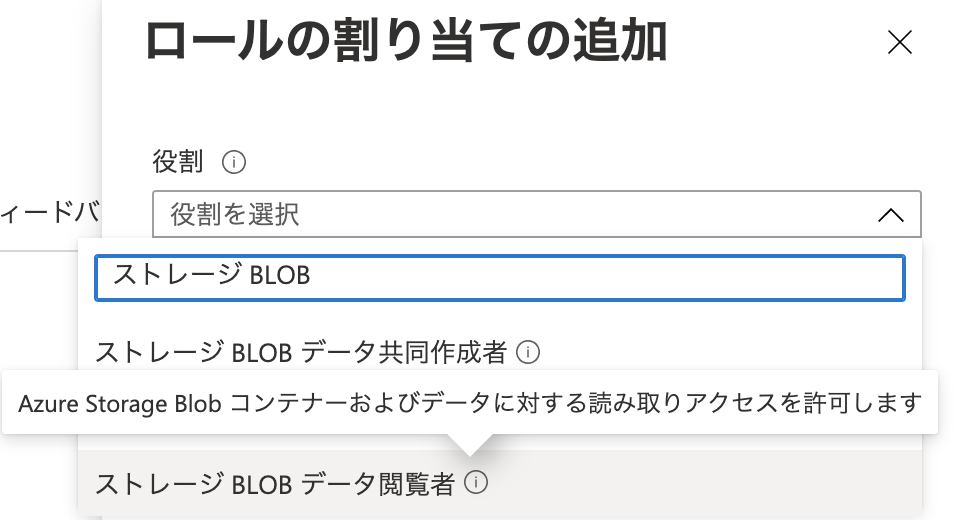 ロールの割り当ての追加
役割
ィードバ
役割を選択
ストレージ BLOB
ストレージ BLOB データ共同作成者
Azure Storage Blob コンテナーおよびデータに対する読み取りアクセスを許可します
ストレージ BLOB データ閲覧者